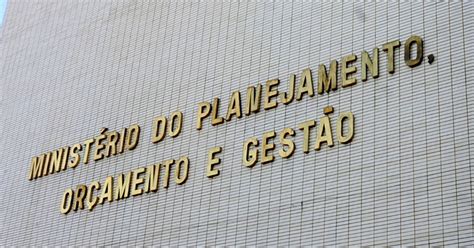 MINISTÉRIO DO PLANEJAMENTO,
ORÇAMENTO E GESTÃO